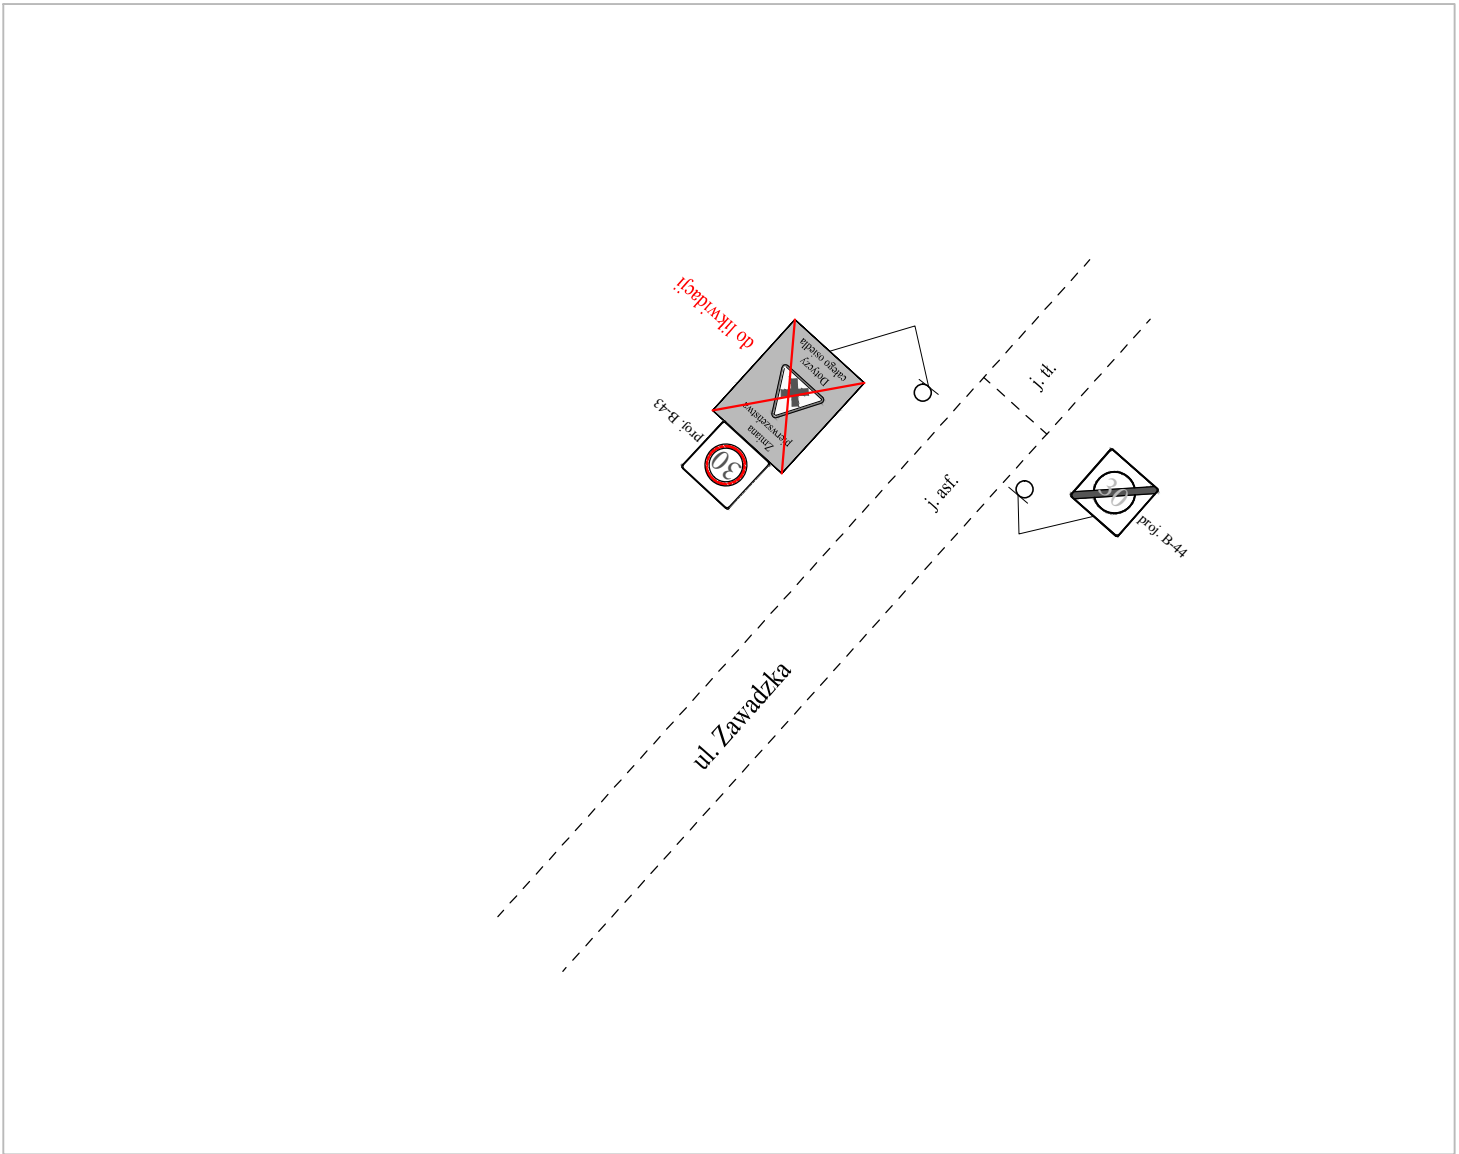 do likwidacji
Zmiana
pierwszeństwa
Dotyczy
całego osiedla
proj. B-43
30
j. tł.
j. asf.
30
proj. B-44
ul. Zawadzka